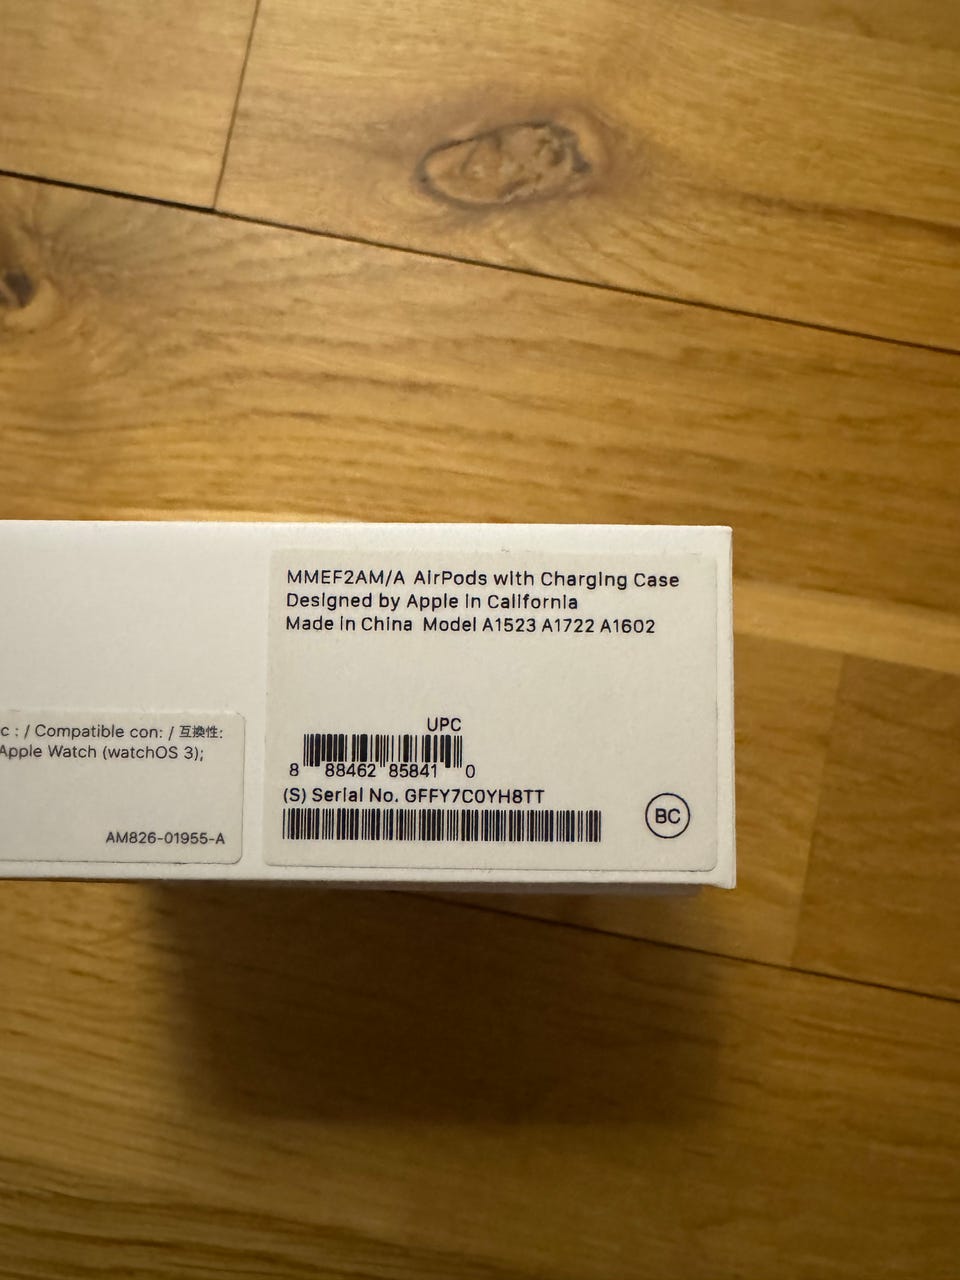 MMEF2AM/A AirPods with Charging Case
Designed by Apple in California
Made in China Model A1523 A1722 A1602
UPC
8 88462 85841 0
(S) Serial No. GFFY7C0YH8TT
BC
c : / Compatible con: / 互換性:
Apple Watch (watchOS 3);
AM826-01955-A